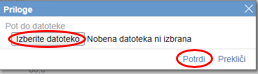 Priloge
Pot do datoteke
Izberite datoteko Nobena datoteka ni izbrana
Potrdi Prekliči